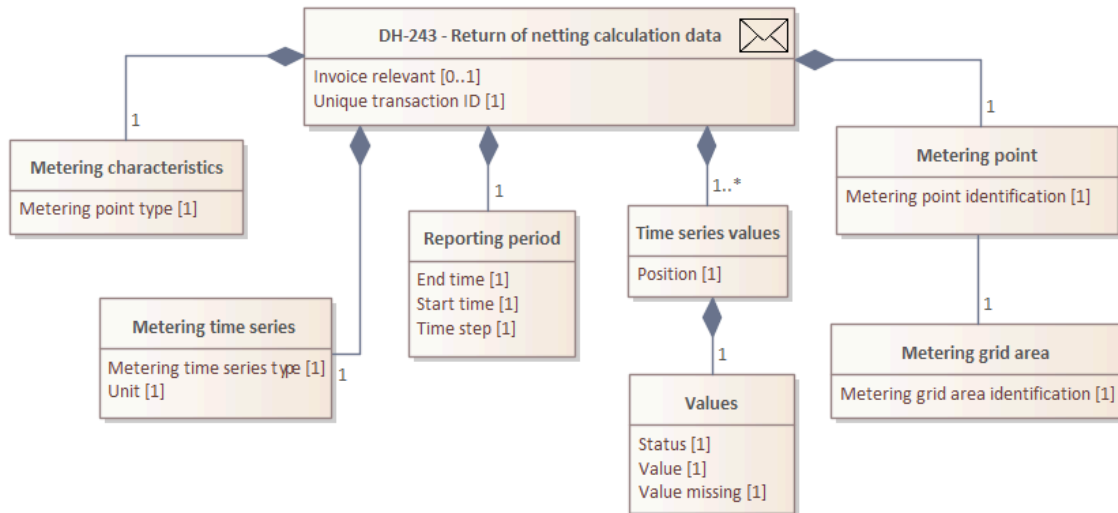 DH-243 - Return of netting calculation data
Invoice relevant [0..1]
Unique transaction ID [1]
1
Metering characteristics
Metering point type [1]
1
Metering time series
Metering time series type [1]
Unit [1]
1
Reporting period
End time [1]
Start time [1]
Time step [1]
1..*
Time series values
Position [1]
1
Values
Status [1]
Value [1]
Value missing [1]
1
Metering point
Metering point identification [1]
1
Metering grid area
Metering grid area identification [1]